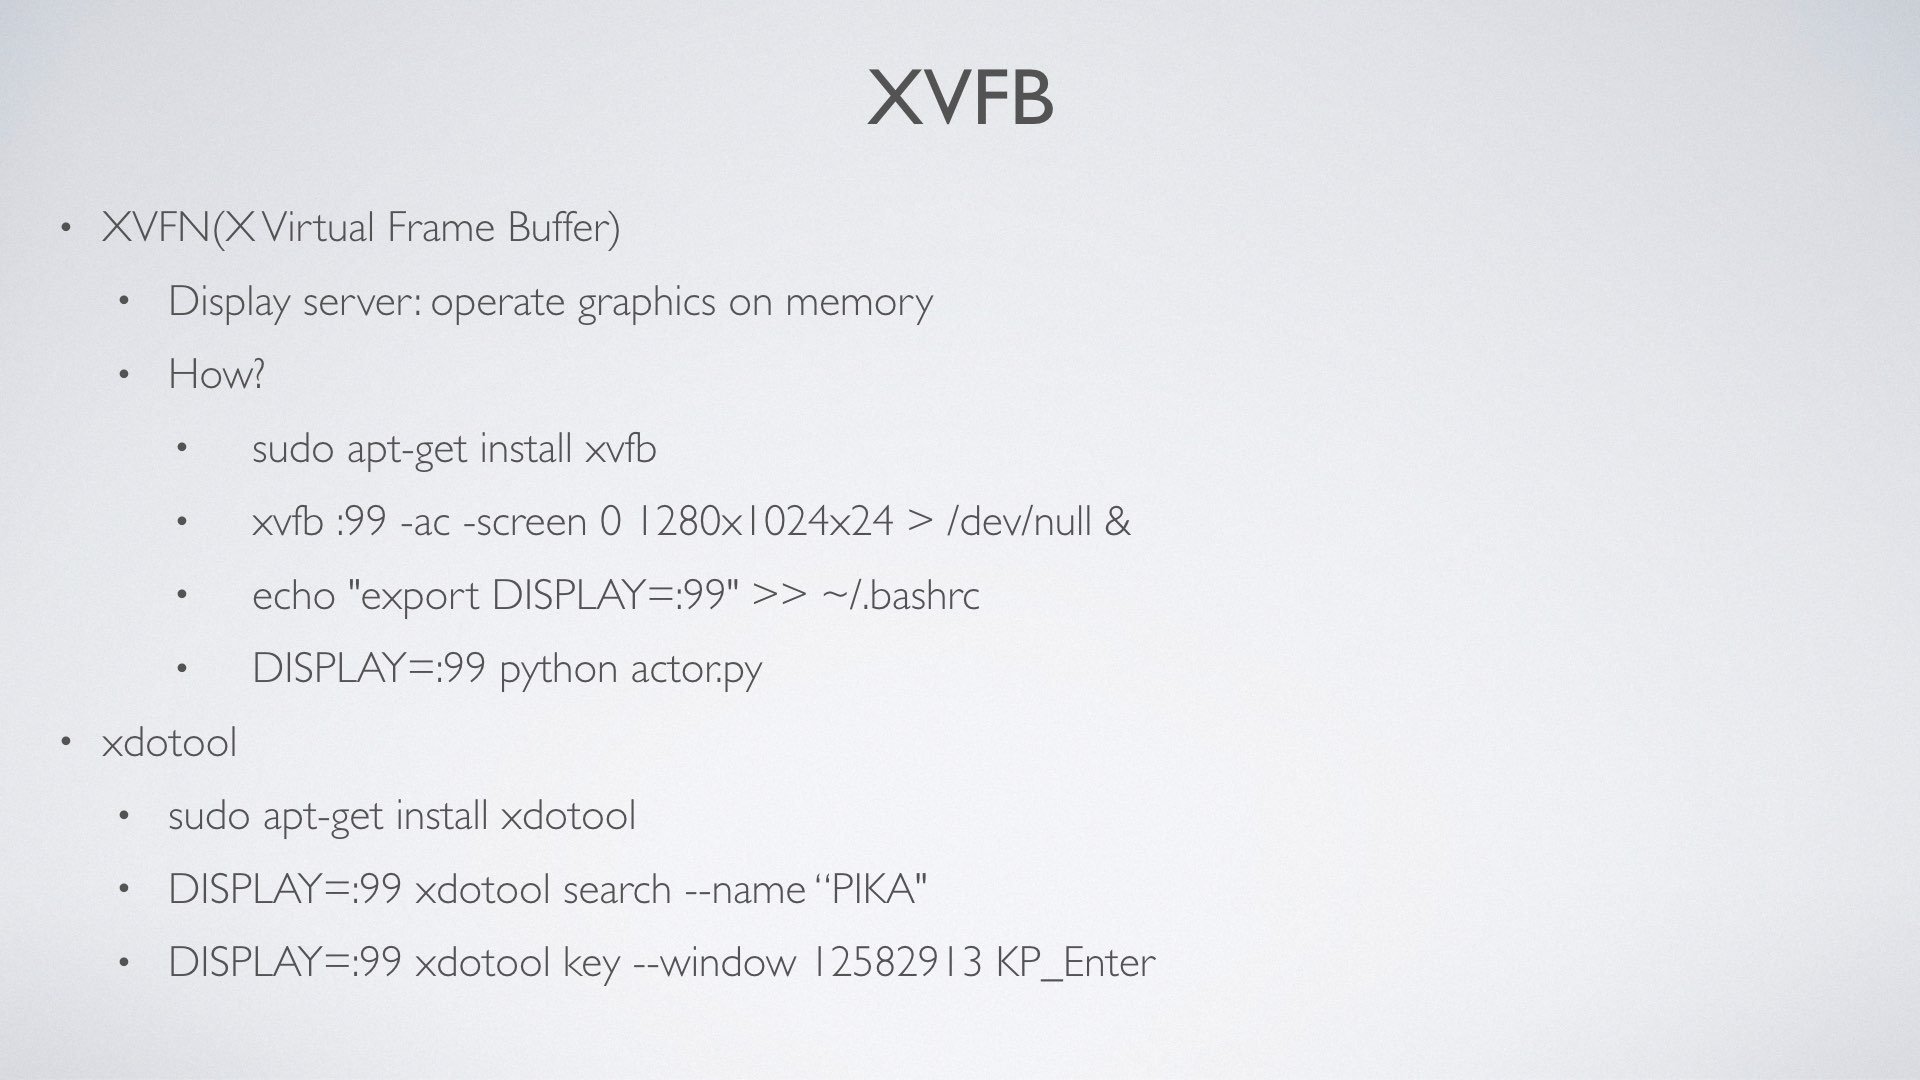 XVFB
• XVFN(X Virtual Frame Buffer)
• Display server: operate graphics on memory
• How?
• sudo apt-get install xvfb
• xvfb :99 -ac -screen 0 1280x1024x24 > /dev/null &
• echo "export DISPLAY=:99" >> ~/.bashrc
• DISPLAY=:99 python actor.py
• xdotool
• sudo apt-get install xdotool
• DISPLAY=:99 xdotool search --name “PIKA"
• DISPLAY=:99 xdotool key --window 12582913 KP_Enter